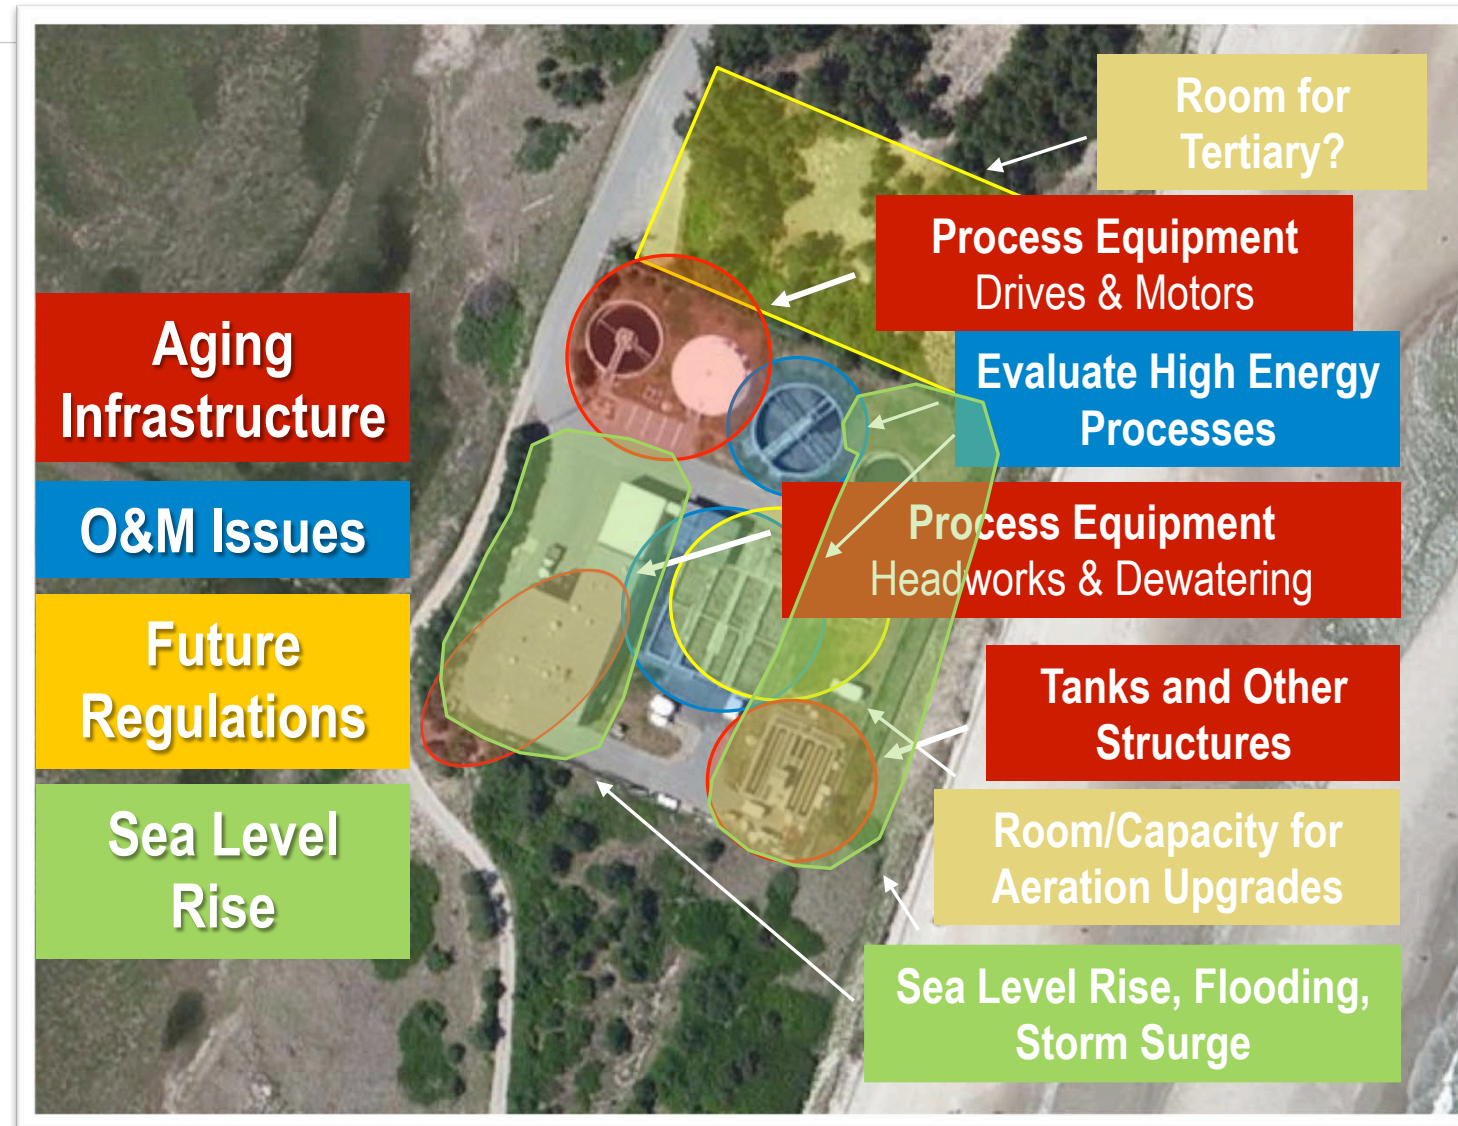 Aging
Infrastructure
O&M Issues
Future
Regulations
Sea Level
Rise
Room for
Tertiary?
Process Equipment
Drives & Motors
Evaluate High Energy
Processes
Process Equipment
Headworks & Dewatering
Tanks and Other
Structures
Room/Capacity for
Aeration Upgrades
Sea Level Rise, Flooding,
Storm Surge